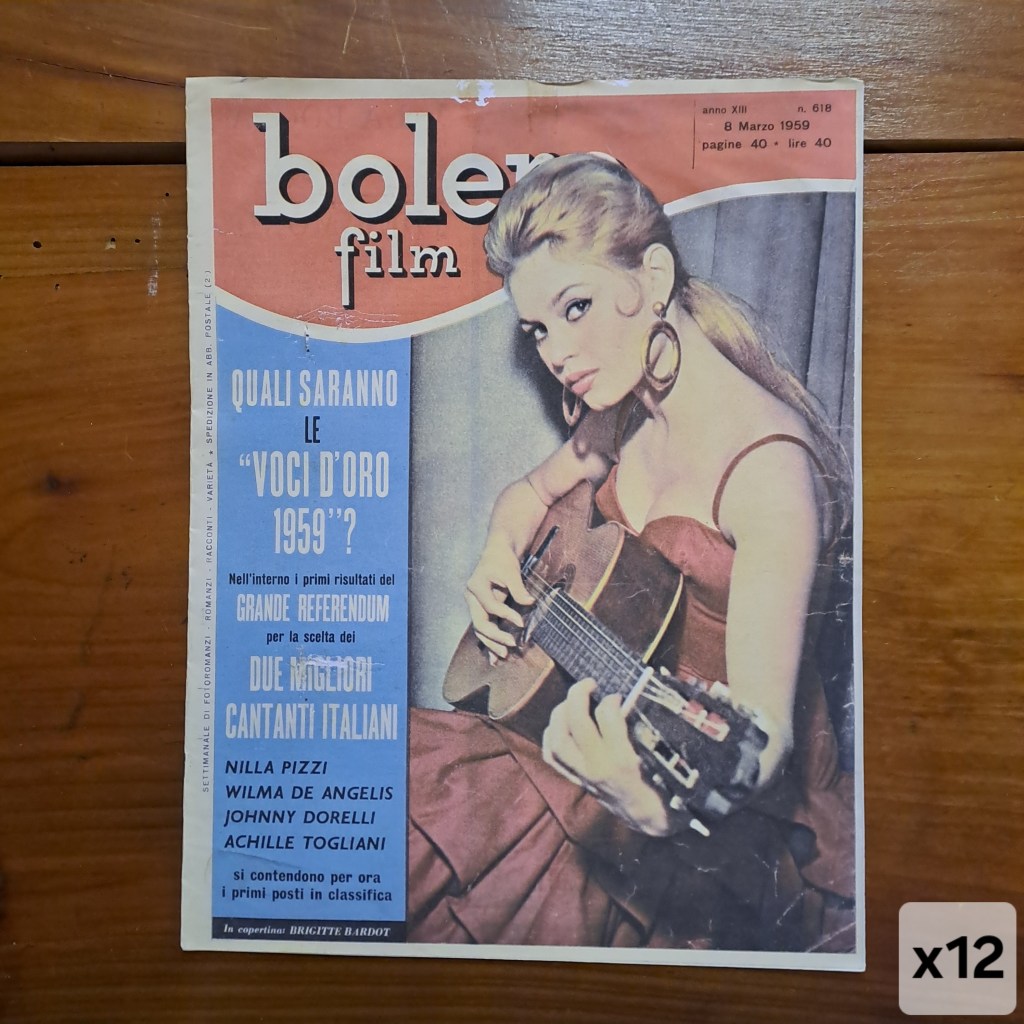 bolero
film
anno XIII n. 618
8 Marzo 1959
pagine 40 • lire 40
SETTIMANALE DI FOTOROMANZI - ROMANZI - RACCONTI - VARIETÀ • SPEDIZIONE IN ABB. POSTALE (2°)
QUALI SARANNO
LE
"VOCI D'ORO
1959"?
Nell'interno i primi risultati del
GRANDE REFERENDUM
per la scelta dei
DUE MIGLIORI
CANTANTI ITALIANI
NILLA PIZZI
WILMA DE ANGELIS
JOHNNY DORELLI
ACHILLE TOGLIANI
si contendono per ora
i primi posti in classifica
In copertina: BRIGITTE BARDOT
x12